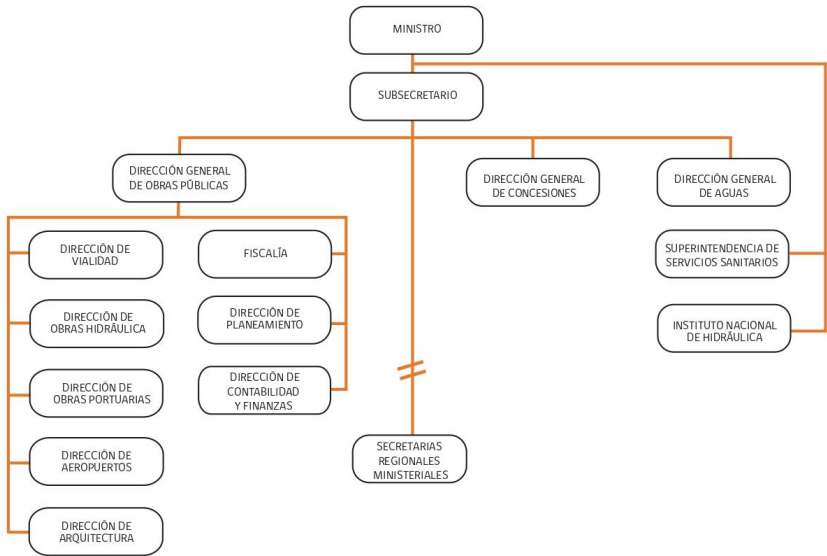 MINISTRO
SUBSECRETARIO
DIRECCIÓN GENERAL
DE OBRAS PÚBLICAS
DIRECCIÓN GENERAL
DE CONCESIONES
DIRECCIÓN GENERAL
DE AGUAS
DIRECCIÓN DE
VIALIDAD
FISCALÍA
SUPERINTENDENCIA DE
SERVICIOS SANITARIOS
DIRECCIÓN DE
OBRAS HIDRÁULICA
DIRECCIÓN DE
PLANEAMIENTO
INSTITUTO NACIONAL
DE HIDRÁULICA
DIRECCIÓN DE
OBRAS PORTUARIAS
DIRECCIÓN DE
CONTABILIDAD
Y FINANZAS
DIRECCIÓN DE
AEROPUERTOS
SECRETARIAS
REGIONALES
MINISTERIALES
DIRECCIÓN DE
ARQUITECTURA